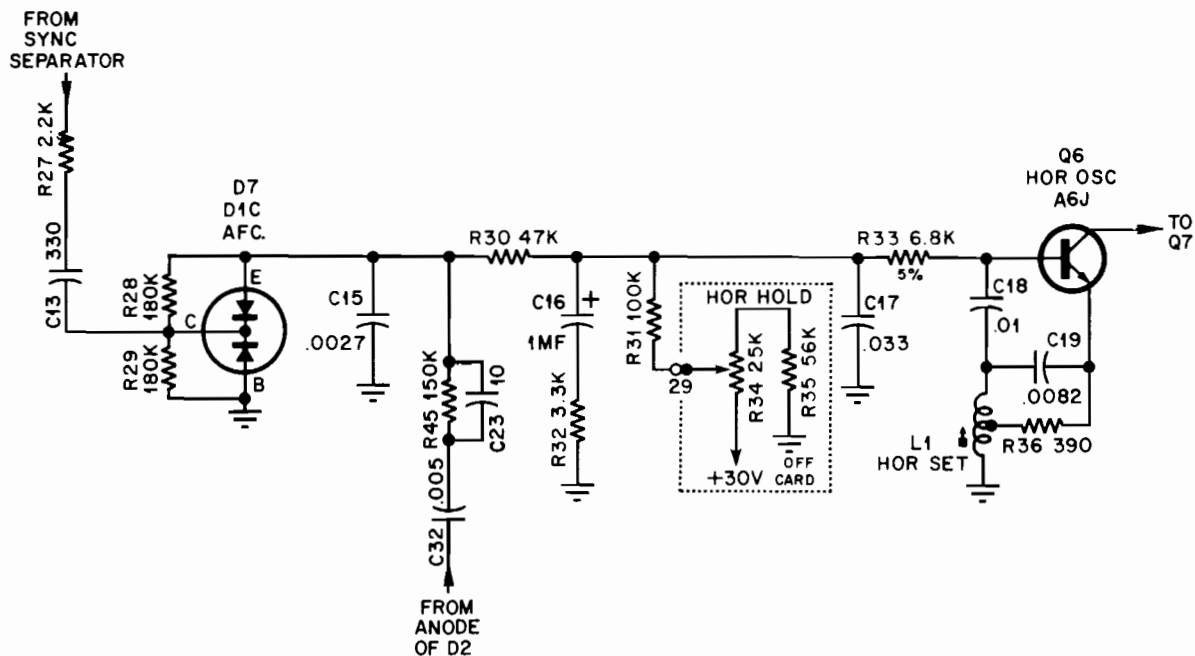 FROM
SYNC
SEPARATOR
R27 2.2K
330
C13
R28
180K
R29
180K
D7
D1C
AFC.
E
C
B
C15
.0027
R30 47K
R45 150K
10
C23
.005
C32
FROM
ANODE
OF D2
C16 +
1MF
R32 3.3K
R31 100K
29
HOR HOLD
R34 25K
R35 56K
+30V
OFF
CARD
C17
.033
R33 6.8K
5%
Q6
HOR OSC
A6J
TO
Q7
C18
.01
C19
.0082
L1
HOR SET
R36 390